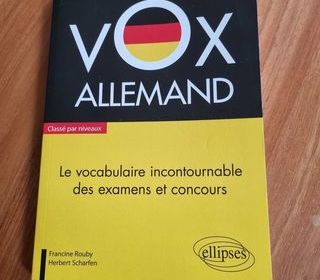 VOX
ALLEMAND
Classé par niveaux
Le vocabulaire incontournable
des examens et concours
Francine Rouby
Herbert Scharfen
ellipses